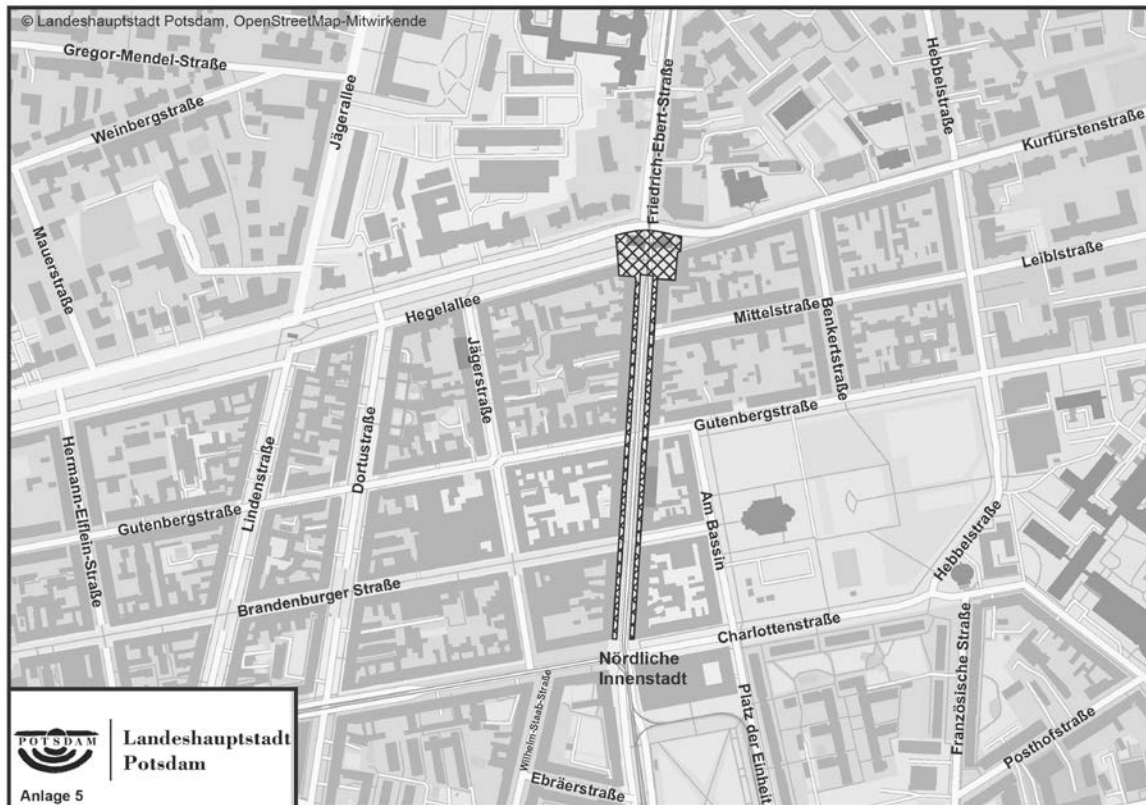 © Landeshauptstadt Potsdam, OpenStreetMap-Mitwirkende
Gregor-Mendel-Straße
Weinbergstraße
Jägerallee
Friedrich-Ebert-Straße
Hebbelstraße
Kurfürstenstraße
Mauerstraße
Leiblstraße
Hegelallee
Mittelstraße
Benkertstraße
Jägerstraße
Gutenbergstraße
Hermann-Elflein-Straße
Lindenstraße
Dortustraße
Gutenbergstraße
Am Bassin
Hebbelstraße
Brandenburger Straße
Charlottenstraße
Nördliche
Innenstadt
Französische Straße
Wilhelm-Staab-Straße
Platz der Einheit
Posthofstraße
Ebräerstraße
POTSDAM
Landeshauptstadt
Potsdam
Anlage 5